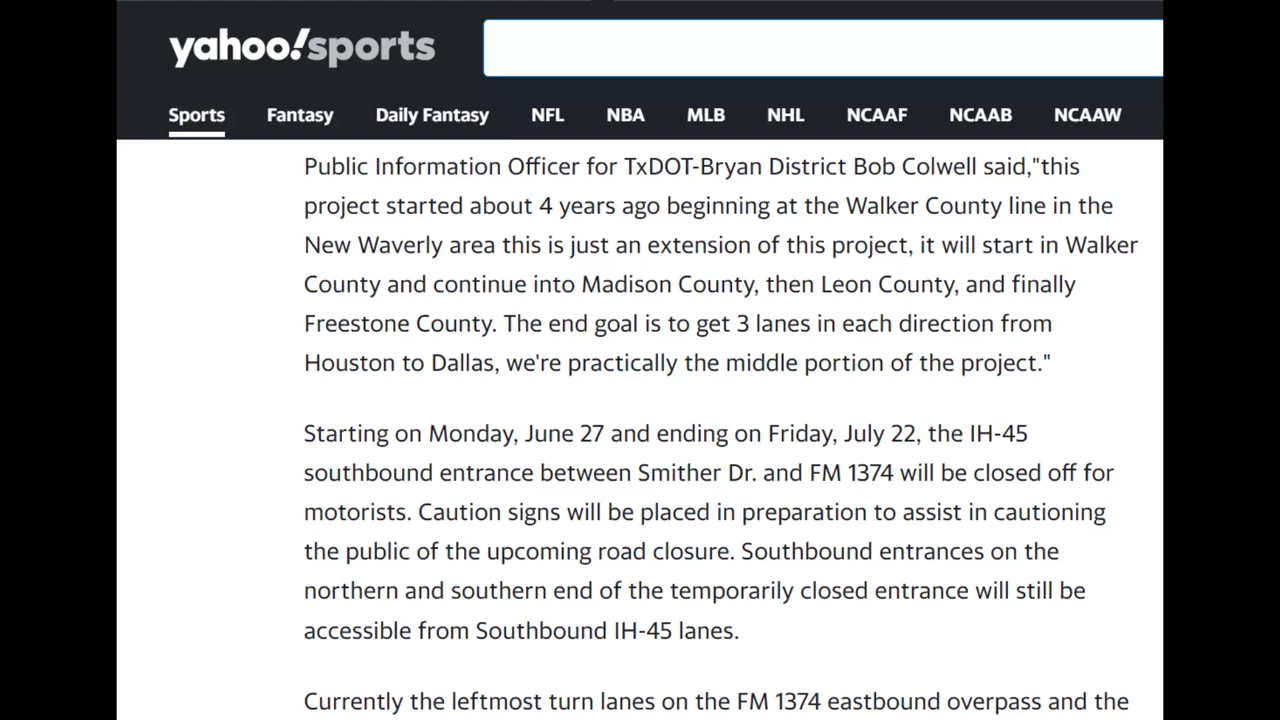 yahoo!sports
Sports Fantasy Daily Fantasy NFL NBA MLB NHL NCAAF NCAAB NCAAW
Public Information Officer for TxDOT-Bryan District Bob Colwell said,"this
project started about 4 years ago beginning at the Walker County line in the
New Waverly area this is just an extension of this project, it will start in Walker
County and continue into Madison County, then Leon County, and finally
Freestone County. The end goal is to get 3 lanes in each direction from
Houston to Dallas, we're practically the middle portion of the project."
Starting on Monday, June 27 and ending on Friday, July 22, the IH-45
southbound entrance between Smither Dr. and FM 1374 will be closed off for
motorists. Caution signs will be placed in preparation to assist in cautioning
the public of the upcoming road closure. Southbound entrances on the
northern and southern end of the temporarily closed entrance will still be
accessible from Southbound IH-45 lanes.
Currently the leftmost turn lanes on the FM 1374 eastbound overpass and the